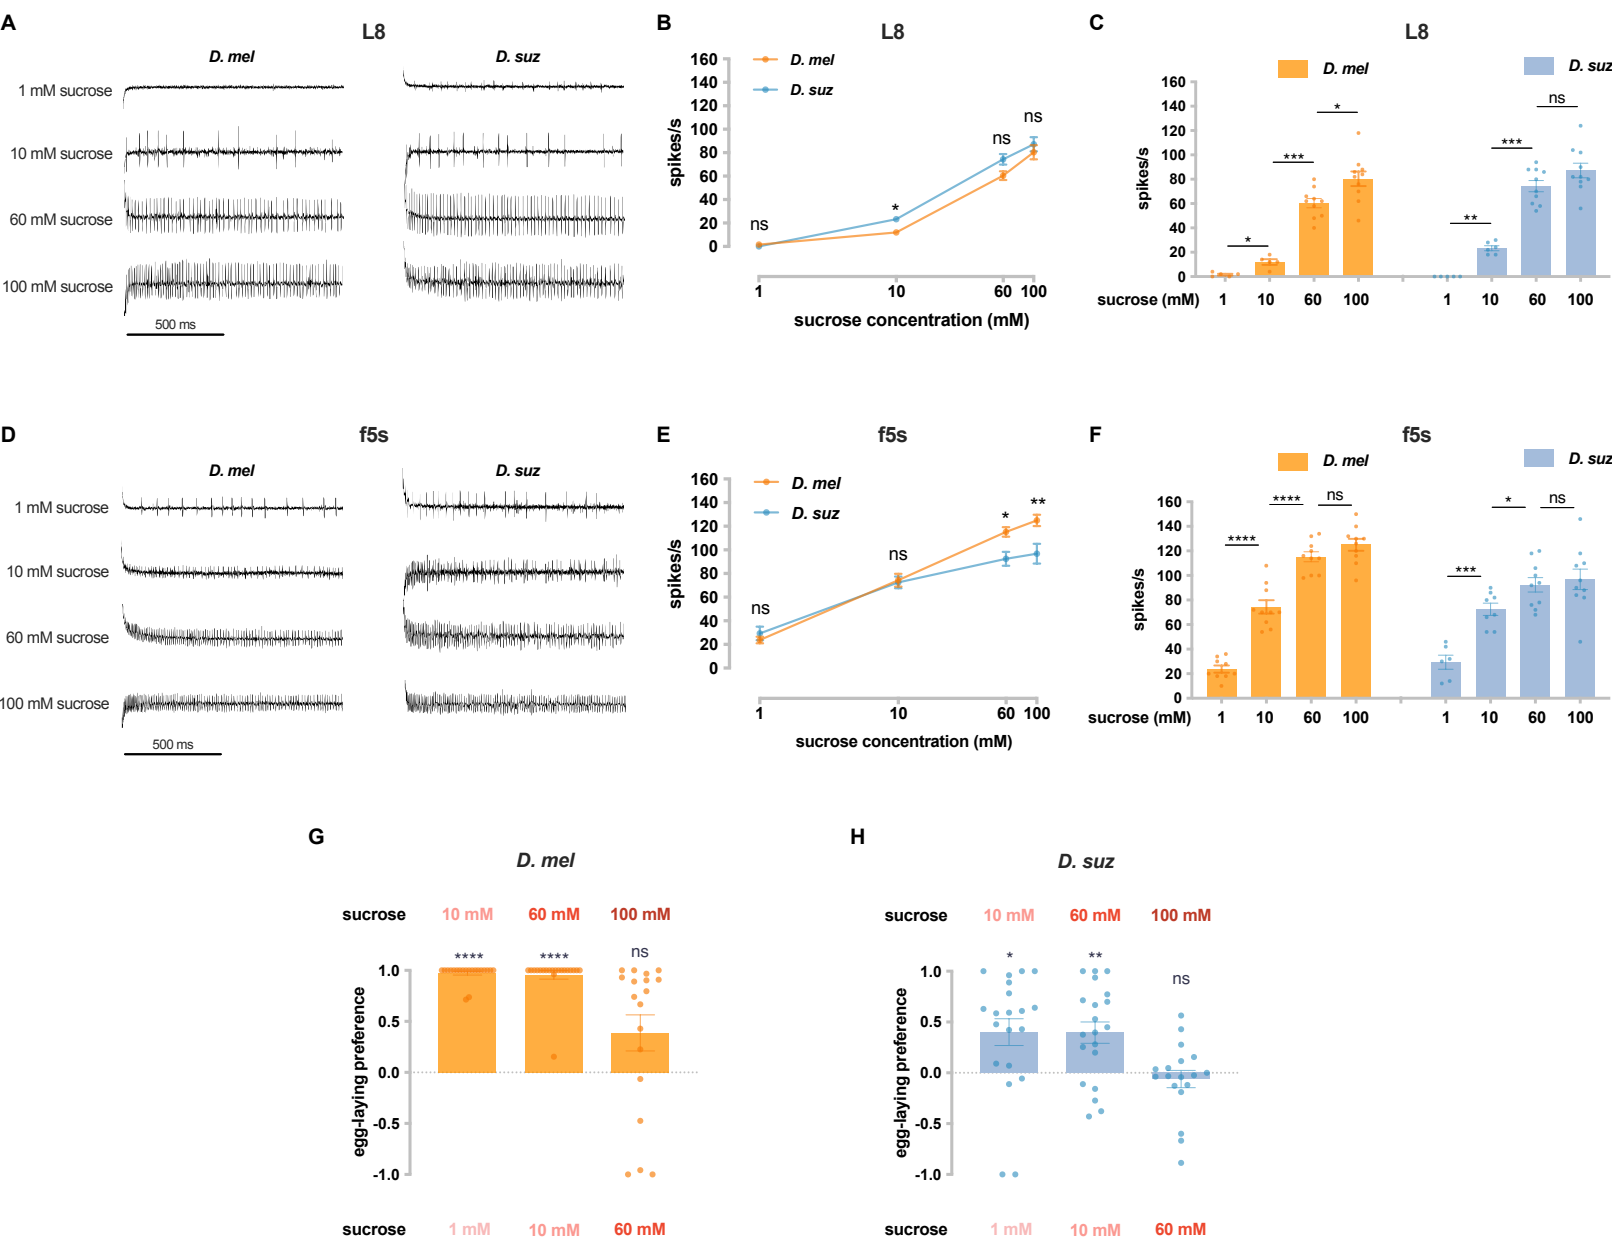 A
L8
D. mel
D. suz
1 mM sucrose
10 mM sucrose
60 mM sucrose
100 mM sucrose
500 ms
B
L8
D. mel
D. suz
160
140
120
100
80
60
40
20
0
spikes/s
ns
*
ns
ns
1
10
60
100
sucrose concentration (mM)
C
L8
D. mel
D. suz
160
140
120
100
80
60
40
20
0
spikes/s
*
***
*
**
***
ns
sucrose (mM)
1
10
60
100
1
10
60
100
D
f5s
D. mel
D. suz
1 mM sucrose
10 mM sucrose
60 mM sucrose
100 mM sucrose
500 ms
E
f5s
D. mel
D. suz
160
140
120
100
80
60
40
20
0
spikes/s
ns
ns
*
**
1
10
60
100
sucrose concentration (mM)
F
f5s
D. mel
D. suz
160
140
120
100
80
60
40
20
0
spikes/s
****
****
ns
***
*
ns
sucrose (mM)
1
10
60
100
1
10
60
100
G
D. mel
sucrose 10 mM 60 mM 100 mM
**** **** ns
1.0
0.5
0.0
-0.5
-1.0
egg-laying preference
sucrose 1 mM 10 mM 60 mM
H
D. suz
sucrose 10 mM 60 mM 100 mM
* ** ns
1.0
0.5
0.0
-0.5
-1.0
egg-laying preference
sucrose 1 mM 10 mM 60 mM